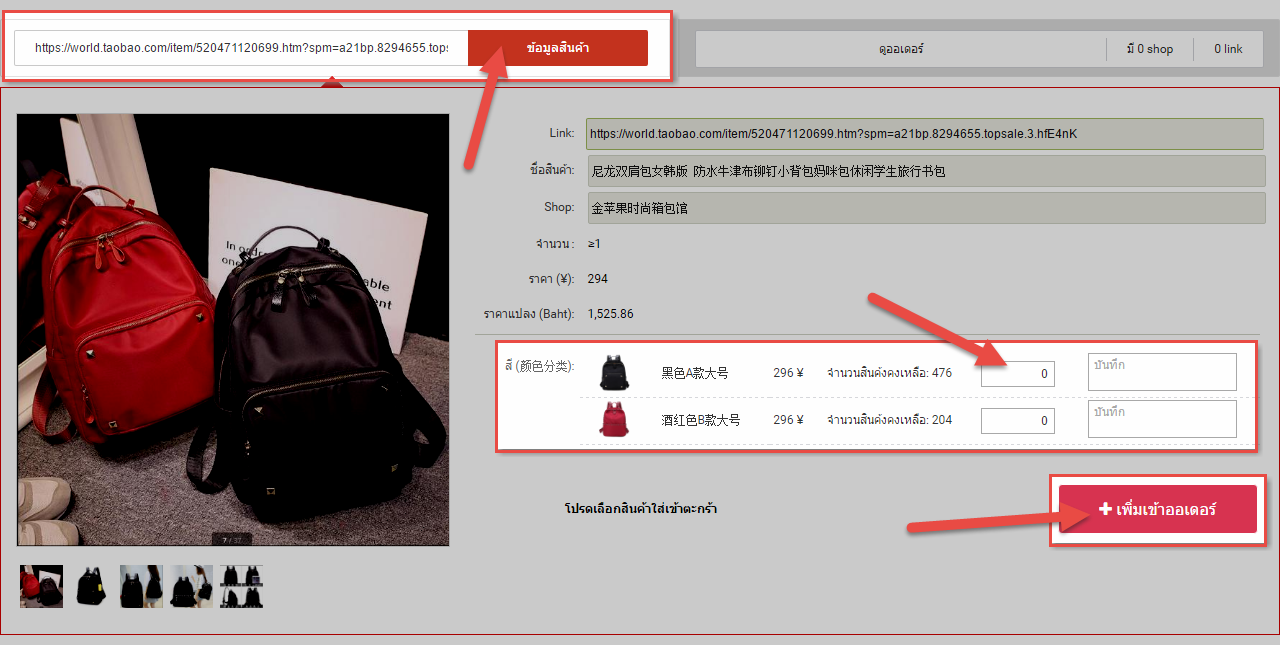 https://world.taobao.com/item/520471120699.htm?spm=a21bp.8294655.tops
ข้อมูลสินค้า
ดูออเดอร์
มี 0 shop
0 link
Link:
https://world.taobao.com/item/520471120699.htm?spm=a21bp.8294655.topsale.3.hfE4nK
ชื่อสินค้า:
尼龙双肩包女韩版 防水牛津布铆钉小背包妈咪包休闲学生旅行书包
Shop:
金苹果时尚箱包馆
จำนวน :
≥1
ราคา (¥):
294
ราคาแปลง (Baht):
1,525.86
สี (颜色分类):
黑色A款大号
296 ¥
จำนวนสินค้งคงเหลือ: 476
0
บันทึก
酒红色B款大号
296 ¥
จำนวนสินค้งคงเหลือ: 204
0
บันทึก
โปรดเลือกสินค้าใส่เข้าตะกร้า
เพิ่มเข้าออเดอร์
In
one
able
ent
7 / 37